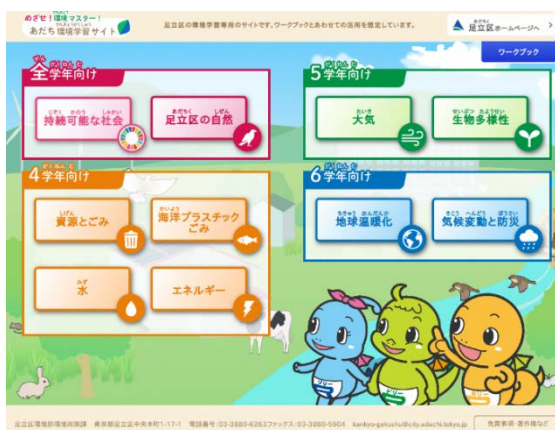 めざせ！環境マスター！
あだち環境学習サイト
足立区の環境学習専用のサイトです。ワークブックとあわせての活用を想定しています。
足立区ホームページへ
ワークブック
全学年向け
持続可能な社会
足立区の自然
5学年向け
大気
生物多様性
4学年向け
資源とごみ
海洋プラスチック
ごみ
水
エネルギー
6学年向け
地球温暖化
気候変動と防災
足立区環境部環境政策課 東京都足立区中央本町1-17-1 電話番号:03-3880-6263ファックス:03-3880-5604 kankyo-gakushu@city.adachi.tokyo.jp
免責事項・著作権など